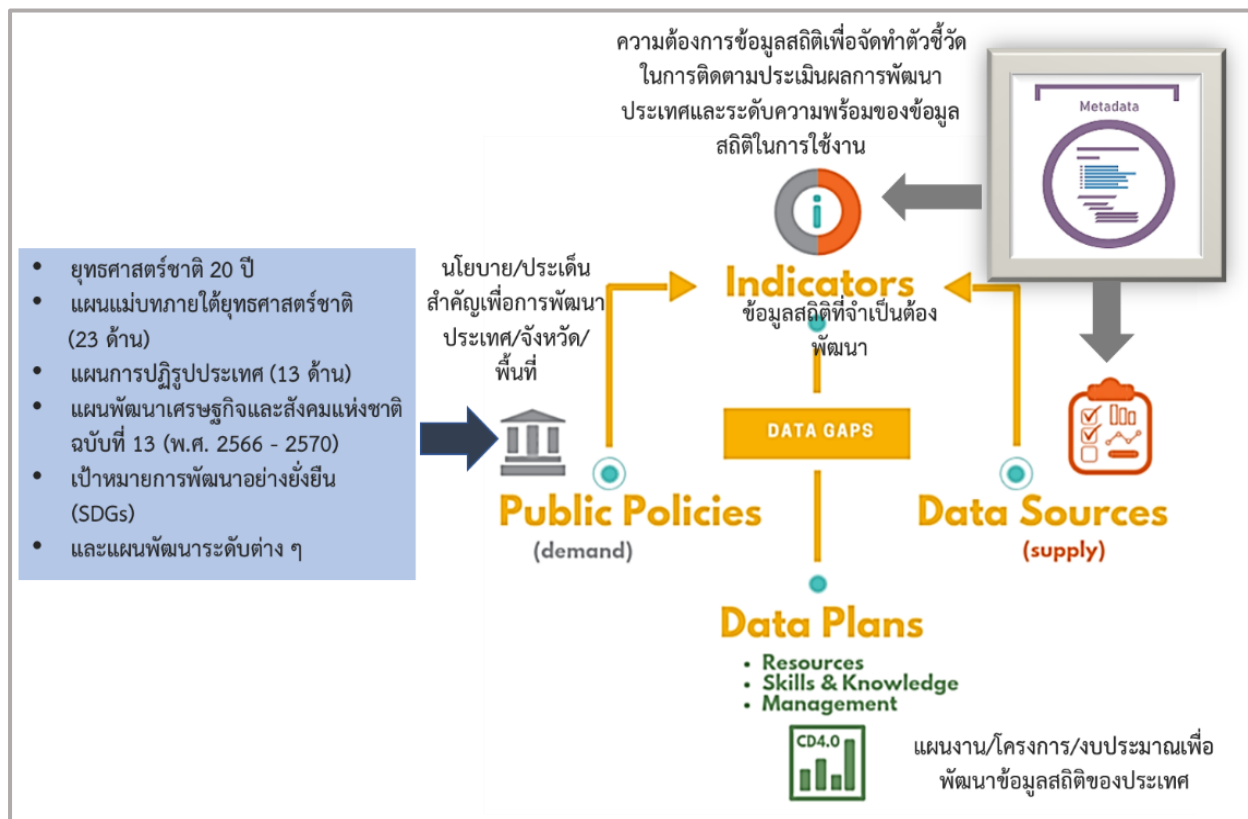 ความต้องการข้อมูลสถิติเพื่อจัดทำตัวชี้วัด
ในการติดตามประเมินผลการพัฒนา
ประเทศและระดับความพร้อมของข้อมูล
สถิติในการใช้งาน
Metadata
• ยุทธศาสตร์ชาติ 20 ปี
• แผนแม่บทภายใต้ยุทธศาสตร์ชาติ
(23 ด้าน)
• แผนการปฏิรูปประเทศ (13 ด้าน)
• แผนพัฒนาเศรษฐกิจและสังคมแห่งชาติ
ฉบับที่ 13 (พ.ศ. 2566 - 2570)
• เป้าหมายการพัฒนาอย่างยั่งยืน
(SDGs)
• และแผนพัฒนาระดับต่าง ๆ
นโยบาย/ประเด็น
สำคัญเพื่อการพัฒนา
ประเทศ/จังหวัด/
พื้นที่
Indicators
ข้อมูลสถิติที่จำเป็นต้อง
พัฒนา
DATA GAPS
Public Policies
(demand)
Data Sources
(supply)
Data Plans
• Resources
• Skills & Knowledge
• Management
CD4.0
แผนงาน/โครงการ/งบประมาณเพื่อ
พัฒนาข้อมูลสถิติของประเทศ